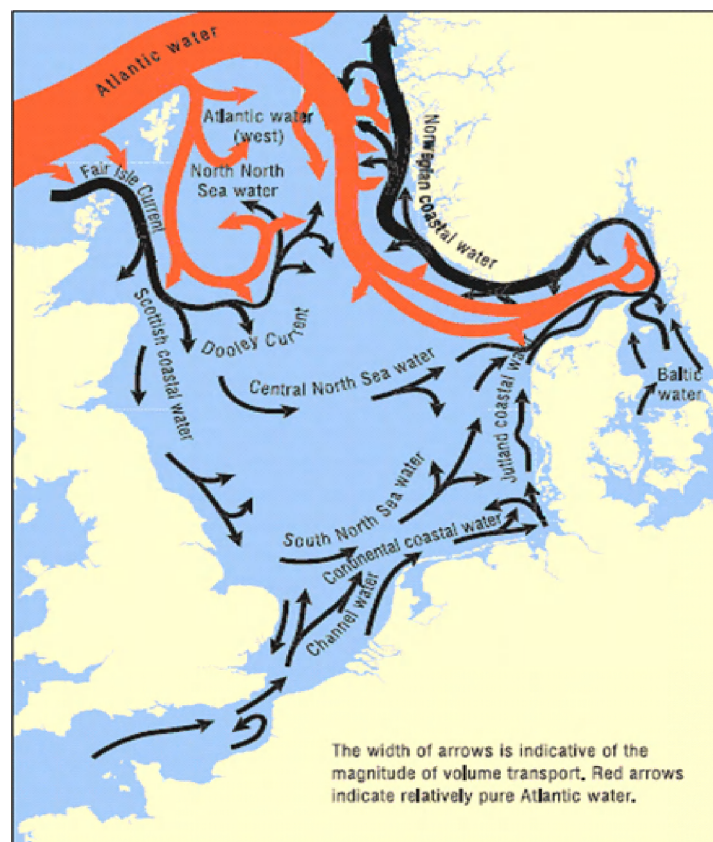 Atlantic water
Atlantic water
(west)
Fair Isle Current
North North
Sea water
Norwegian coastal water
Scottish coastal water
Dooley Current
Central North Sea water
Jutland coastal water
Baltic
water
South North Sea water
Continental coastal water
Channel water
The width of arrows is indicative of the
magnitude of volume transport. Red arrows
indicate relatively pure Atlantic water.